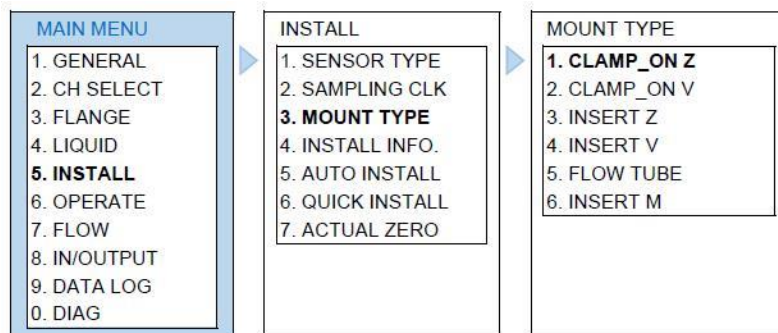 MAIN MENU
1. GENERAL
2. CH SELECT
3. FLANGE
4. LIQUID
5. INSTALL
6. OPERATE
7. FLOW
8. IN/OUTPUT
9. DATA LOG
0. DIAG
INSTALL
1. SENSOR TYPE
2. SAMPLING CLK
3. MOUNT TYPE
4. INSTALL INFO.
5. AUTO INSTALL
6. QUICK INSTALL
7. ACTUAL ZERO
MOUNT TYPE
1. CLAMP_ON Z
2. CLAMP_ON V
3. INSERT Z
4. INSERT V
5. FLOW TUBE
6. INSERT M